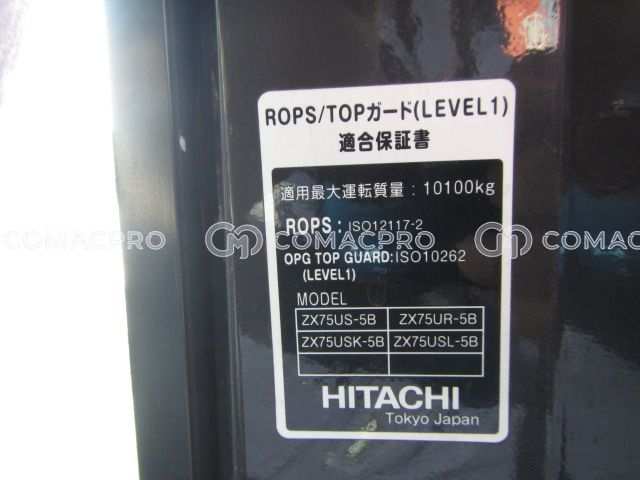 ROPS/TOPガード(LEVEL1)
適合保証書
適用最大運転質量：10100kg
ROPS：ISO12117-2
OPG TOP GUARD:ISO10262
(LEVEL1)
MODEL
ZX75US-5B ZX75UR-5B
ZX75USK-5B ZX75USL-5B
HITACHI
Tokyo Japan
COMACPRO COMACPRO COMACPRO